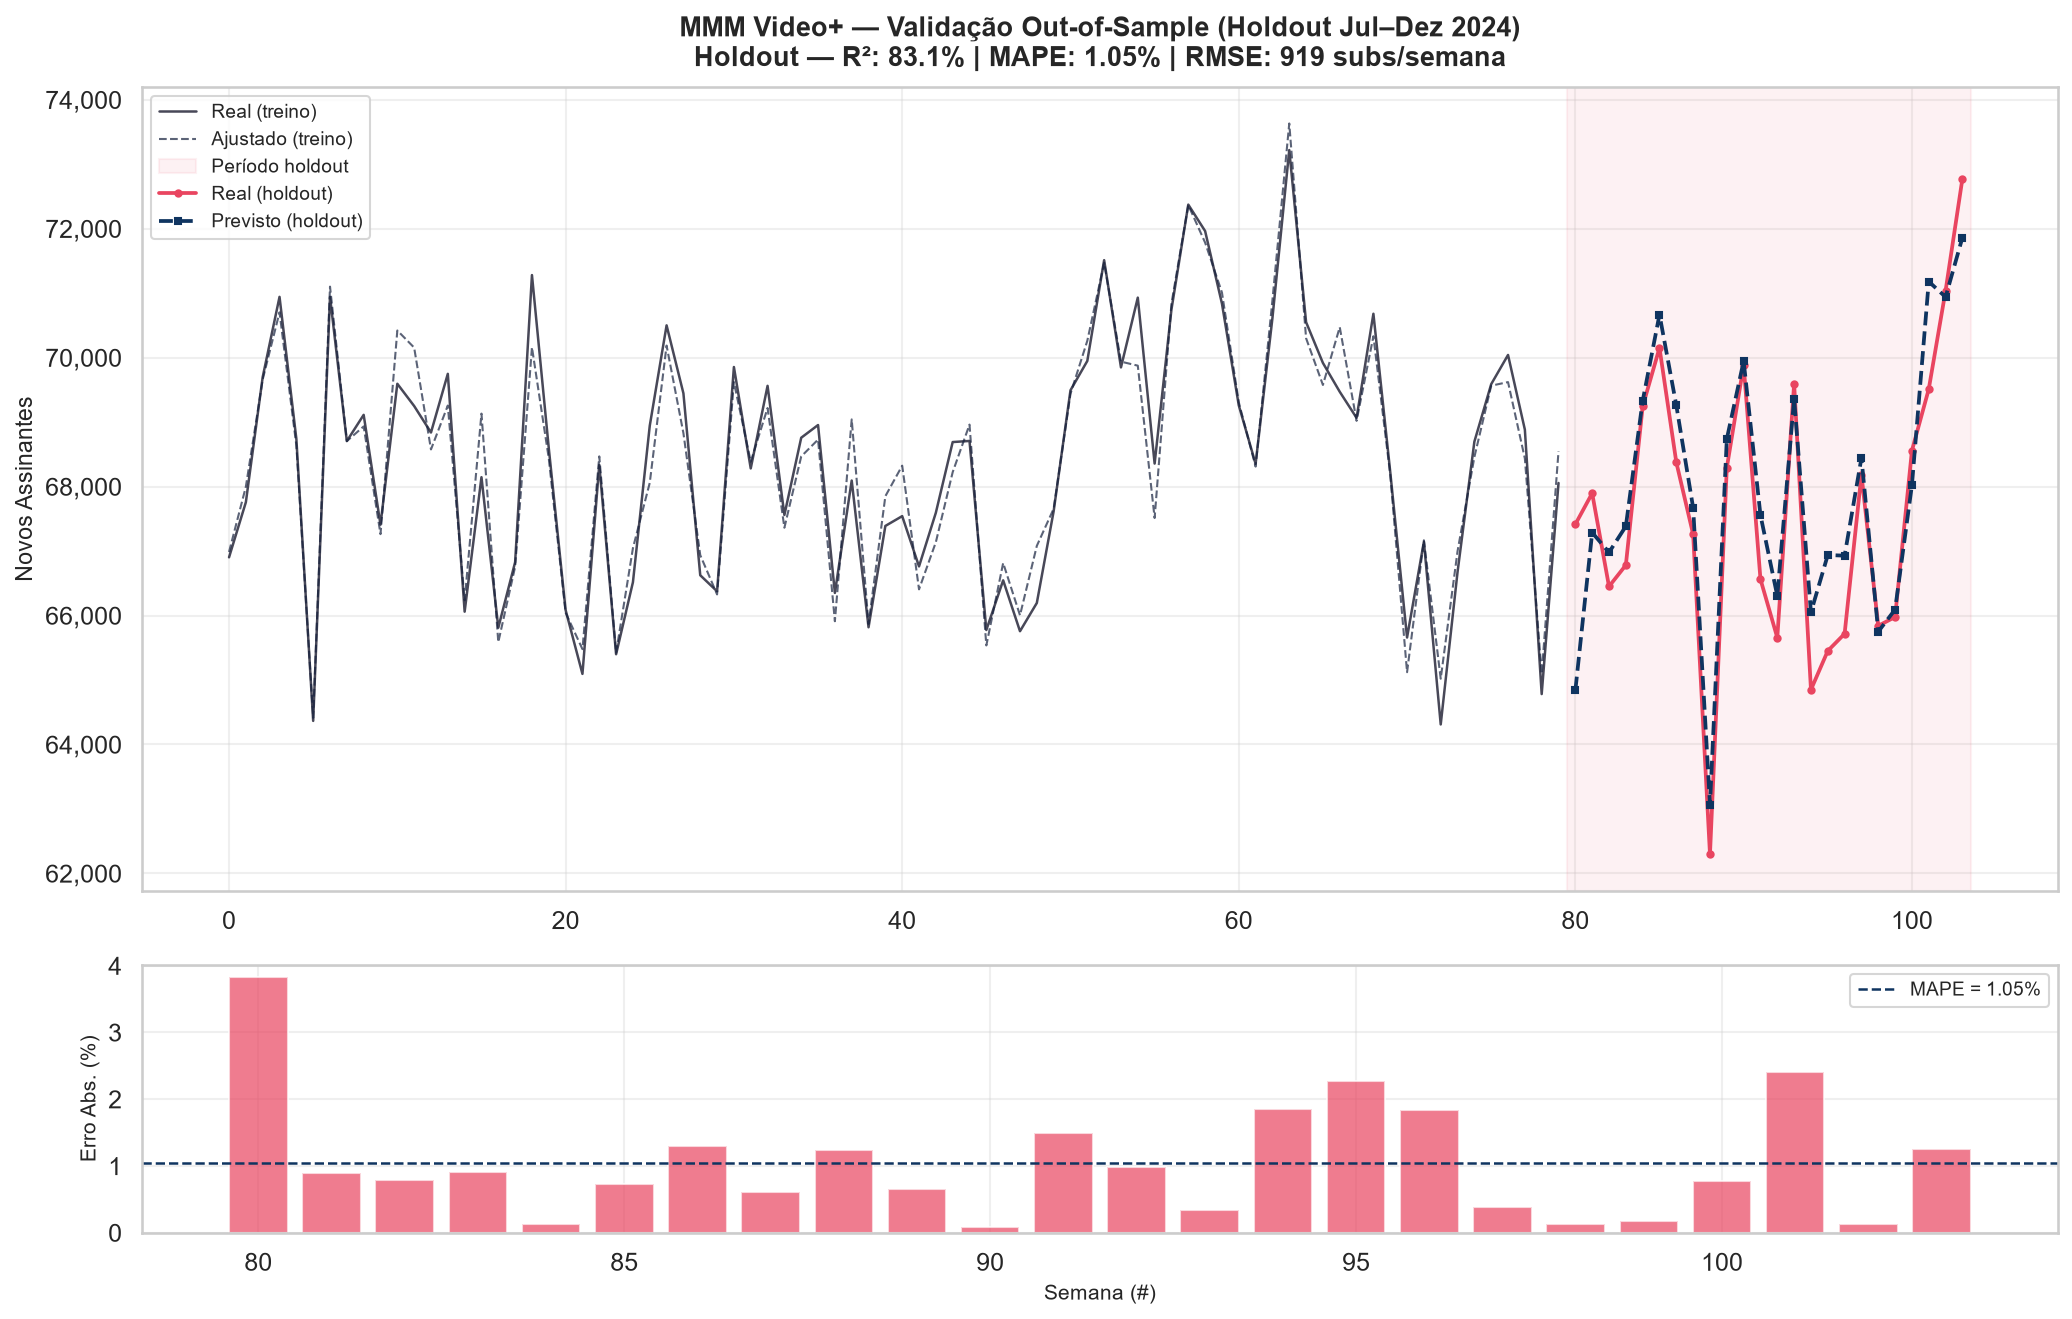 MMM Video+ — Validação Out-of-Sample (Holdout Jul–Dez 2024)
Holdout — R²: 83.1% | MAPE: 1.05% | RMSE: 919 subs/semana
Novos Assinantes
74,000
72,000
70,000
68,000
66,000
64,000
62,000
Real (treino)
Ajustado (treino)
Período holdout
Real (holdout)
Previsto (holdout)
0 20 40 60 80 100
Erro Abs. (%)
4
3
2
1
0
MAPE = 1.05%
80 85 90 95 100
Semana (#)